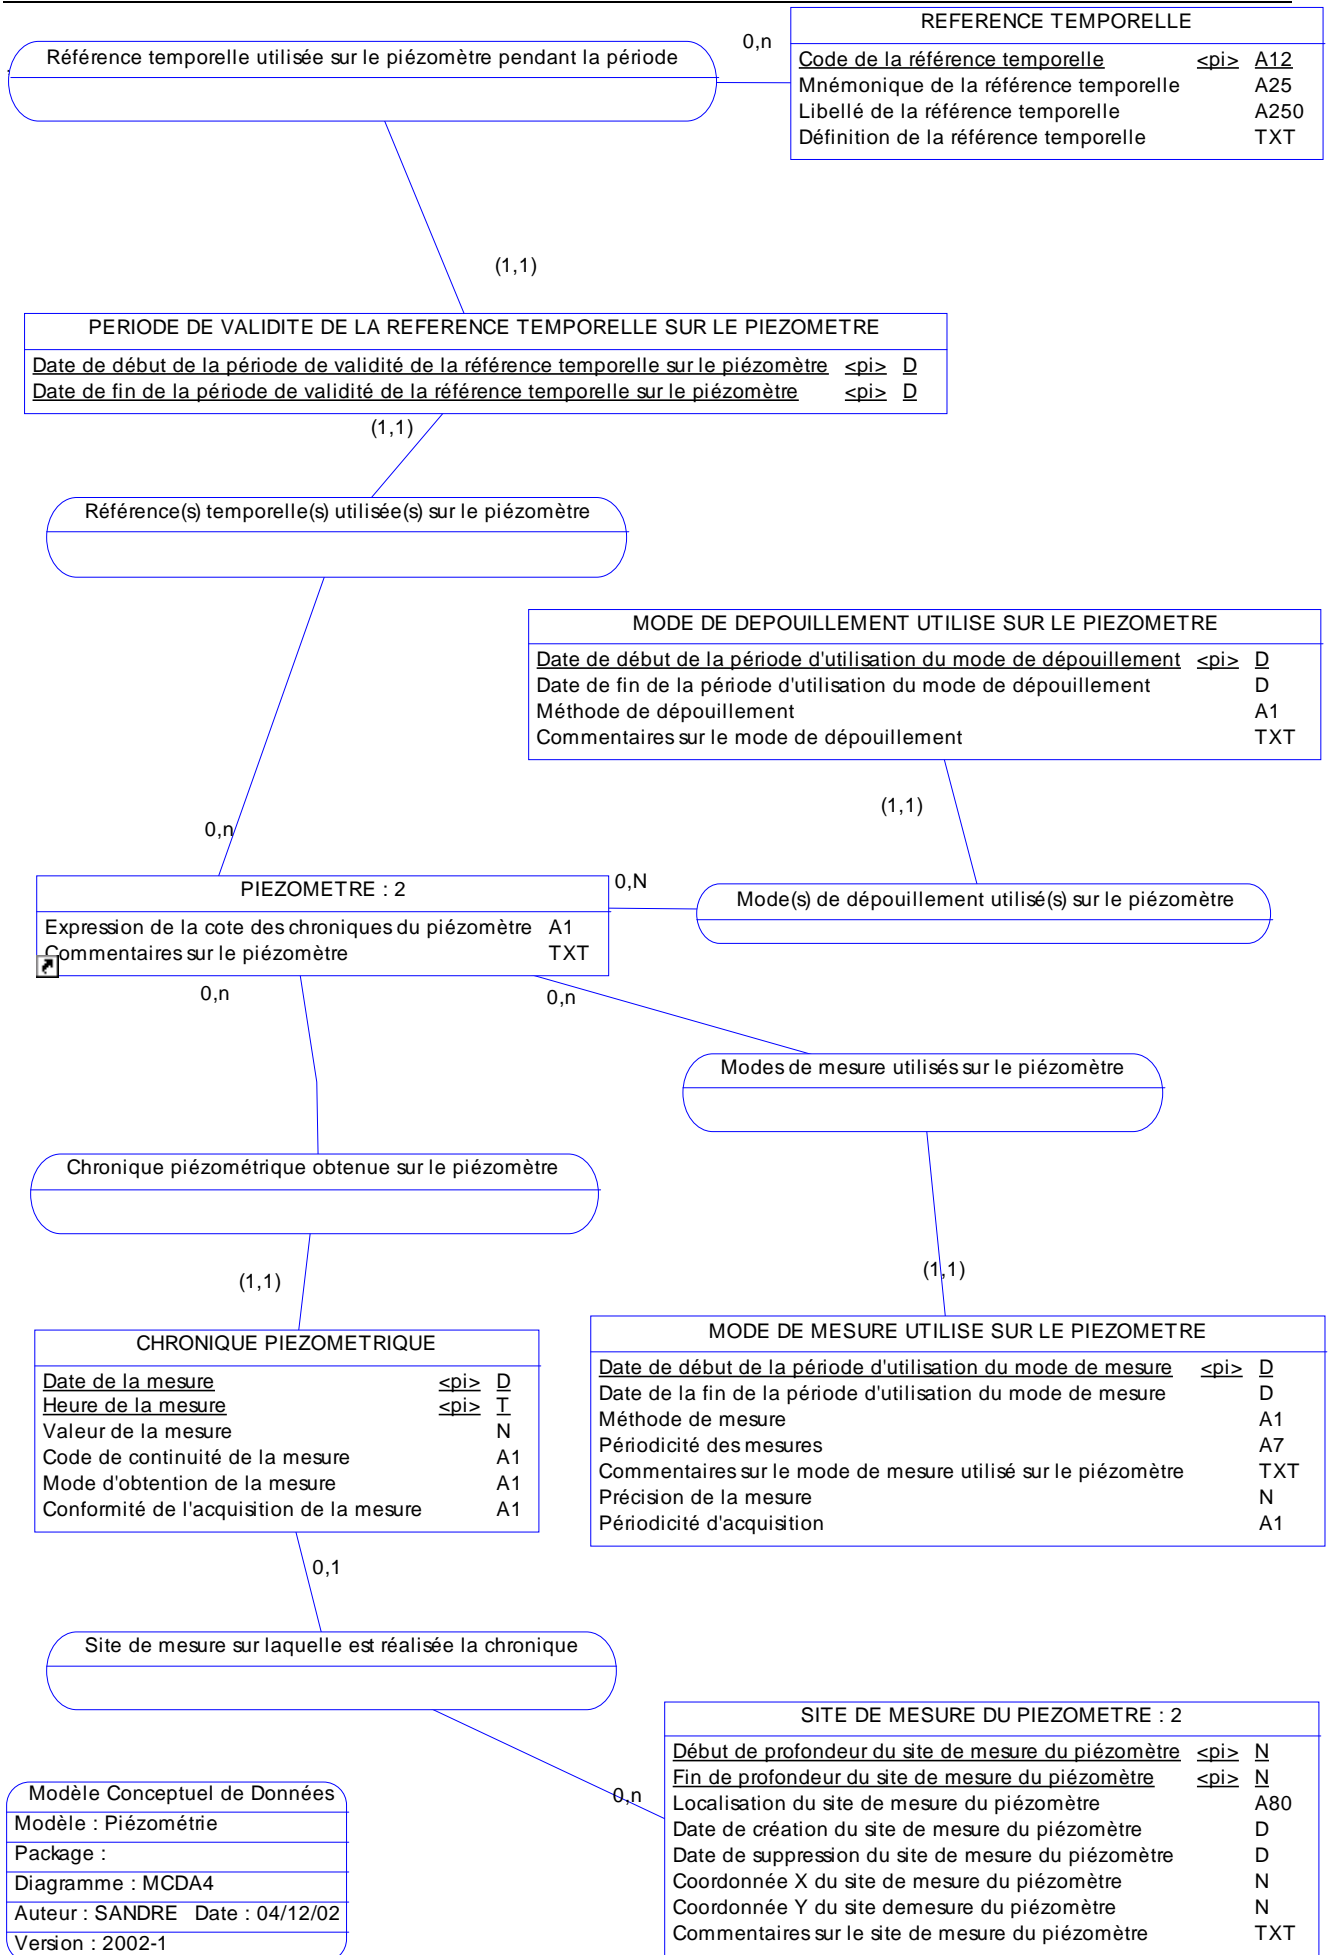 REFERENCE TEMPORELLE
Code de la référence temporelle <pi> A12
Mnémonique de la référence temporelle A25
Libellé de la référence temporelle A250
Définition de la référence temporelle TXT
0,n
Référence temporelle utilisée sur le piézomètre pendant la période
(1,1)
PERIODE DE VALIDITE DE LA REFERENCE TEMPORELLE SUR LE PIEZOMETRE
Date de début de la période de validité de la référence temporelle sur le piézomètre <pi> D
Date de fin de la période de validité de la référence temporelle sur le piézomètre <pi> D
(1,1)
Référence(s) temporelle(s) utilisée(s) sur le piézomètre
MODE DE DEPOUILLEMENT UTILISE SUR LE PIEZOMETRE
Date de début de la période d'utilisation du mode de dépouillement <pi> D
Date de fin de la période d'utilisation du mode de dépouillement D
Méthode de dépouillement A1
Commentaires sur le mode de dépouillement TXT
(1,1)
0,n
PIEZOMETRE : 2
Expression de la cote des chroniques du piézomètre A1
Commentaires sur le piézomètre TXT
0,N
Mode(s) de dépouillement utilisé(s) sur le piézomètre
0,n
0,n
Modes de mesure utilisés sur le piézomètre
Chronique piézométrique obtenue sur le piézomètre
(1,1)
(1,1)
CHRONIQUE PIEZOMETRIQUE
Date de la mesure <pi> D
Heure de la mesure <pi> T
Valeur de la mesure N
Code de continuité de la mesure A1
Mode d'obtention de la mesure A1
Conformité de l'acquisition de la mesure A1
MODE DE MESURE UTILISE SUR LE PIEZOMETRE
Date de début de la période d'utilisation du mode de mesure <pi> D
Date de la fin de la période d'utilisation du mode de mesure D
Méthode de mesure A1
Périodicité des mesures A7
Commentaires sur le mode de mesure utilisé sur le piézomètre TXT
Précision de la mesure N
Périodicité d'acquisition A1
0,1
Site de mesure sur laquelle est réalisée la chronique
0,n
SITE DE MESURE DU PIEZOMETRE : 2
Début de profondeur du site de mesure du piézomètre <pi> N
Fin de profondeur du site de mesure du piézomètre <pi> N
Localisation du site de mesure du piézomètre A80
Date de création du site de mesure du piézomètre D
Date de suppression du site de mesure du piézomètre D
Coordonnée X du site de mesure du piézomètre N
Coordonnée Y du site demesure du piézomètre N
Commentaires sur le site de mesure du piézomètre TXT
Modèle Conceptuel de Données
Modèle : Piézométrie
Package :
Diagramme : MCDA4
Auteur : SANDRE Date : 04/12/02
Version : 2002-1